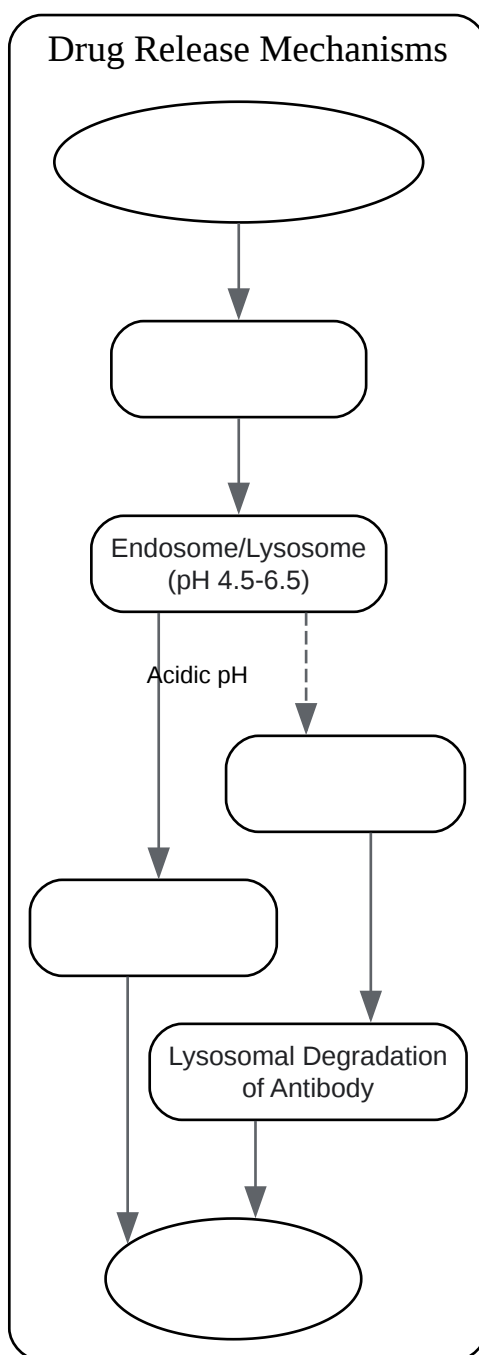 Drug Release Mechanisms
Endosome/Lysosome
(pH 4.5-6.5)
Acidic pH
Lysosomal Degradation
of Antibody